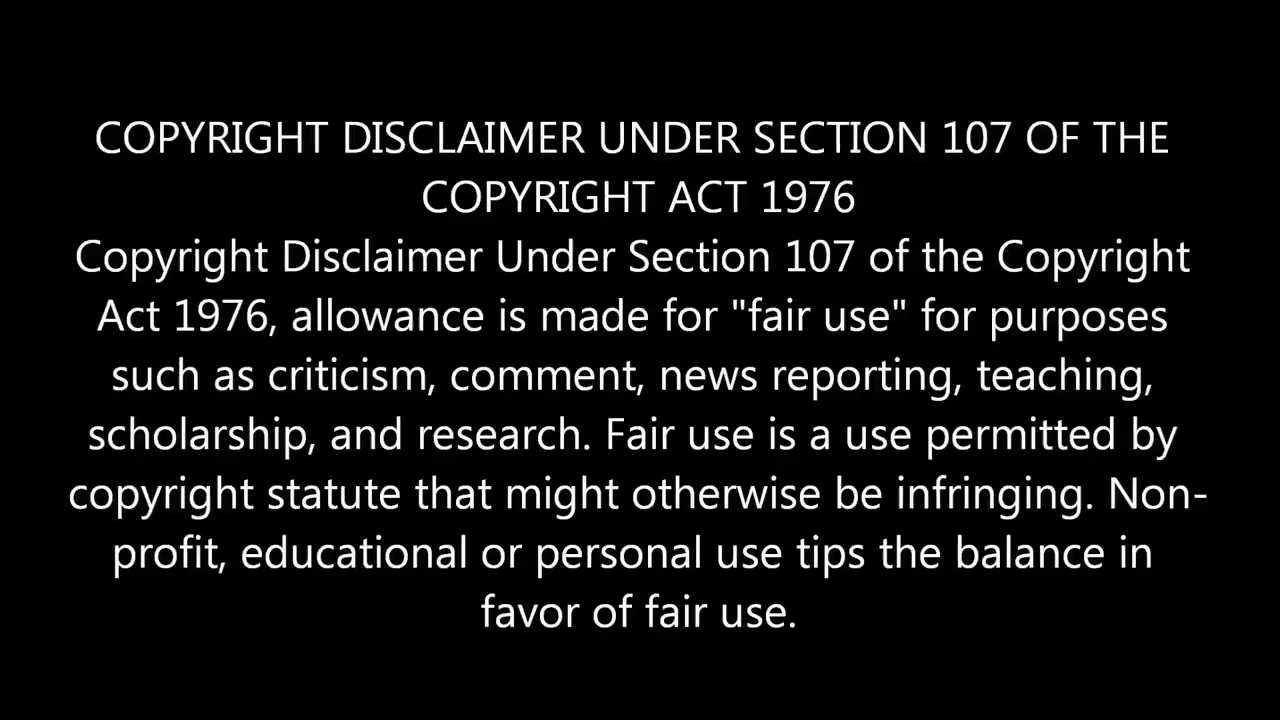 COPYRIGHT DISCLAIMER UNDER SECTION 107 OF THE
COPYRIGHT ACT 1976
Copyright Disclaimer Under Section 107 of the Copyright
Act 1976, allowance is made for "fair use" for purposes
such as criticism, comment, news reporting, teaching,
scholarship, and research. Fair use is a use permitted by
copyright statute that might otherwise be infringing. Non-
profit, educational or personal use tips the balance in
favor of fair use.